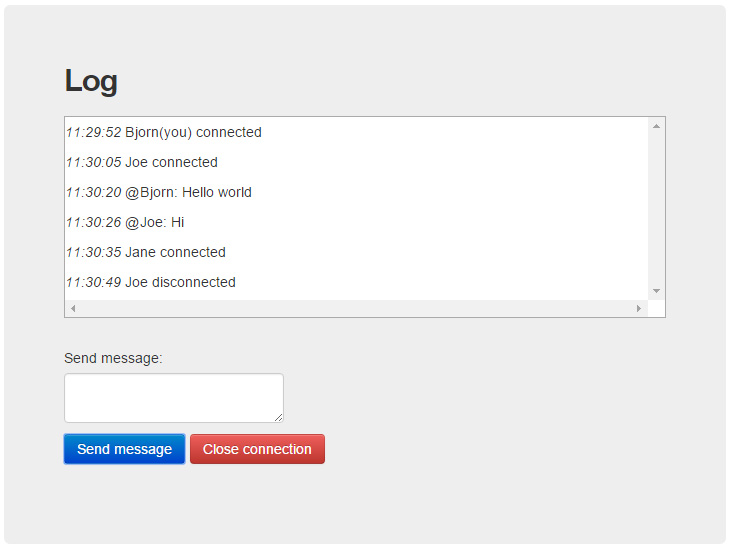 Log
11:29:52 Bjorn(you) connected
11:30:05 Joe connected
11:30:20 @Bjorn: Hello world
11:30:26 @Joe: Hi
11:30:35 Jane connected
11:30:49 Joe disconnected
Send message:
Send message Close connection